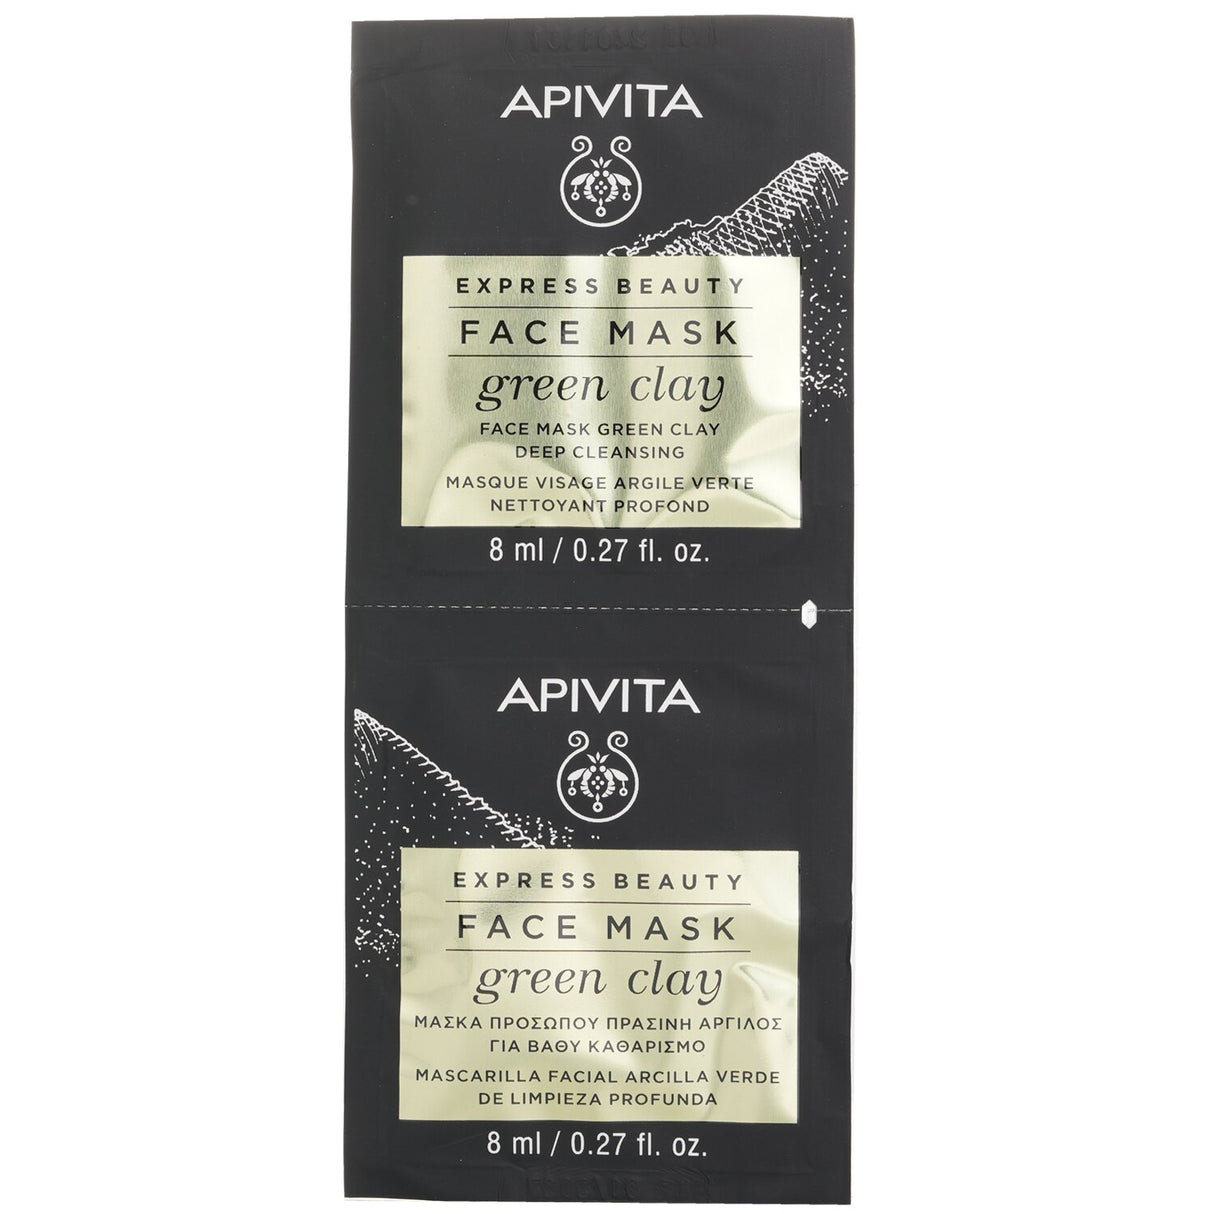 APIVITA
EXPRESS BEAUTY
FACE MASK
green clay
FACE MASK GREEN CLAY
DEEP CLEANSING
MASQUE VISAGE ARGILE VERTE
NETTOYANT PROFOND
8 ml / 0.27 fl. oz.
APIVITA
EXPRESS BEAUTY
FACE MASK
green clay
ΜΑΣΚΑ ΠΡΟΣΩΠΟΥ ΠΡΑΣΙΝΗ ΑΡΓΙΛΟΣ
ΓΙΑ ΒΑΘΥ ΚΑΘΑΡΙΣΜΟ
MASCARILLA FACIAL ARCILLA VERDE
DE LIMPIEZA PROFUNDA
8 ml / 0.27 fl. oz.